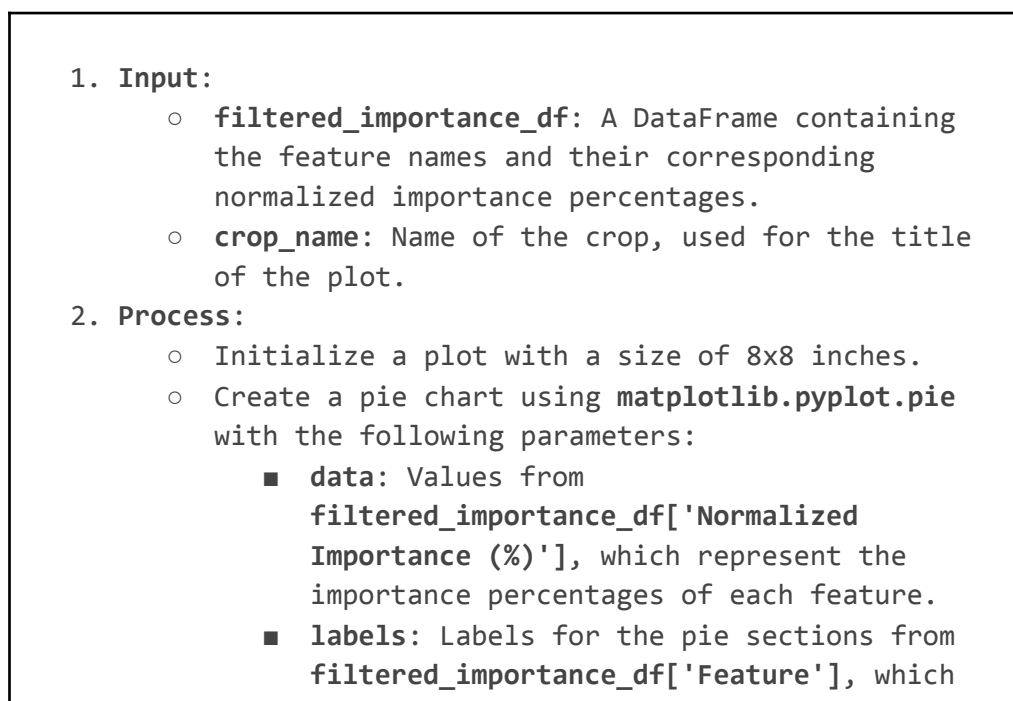 1. Input:
○ filtered_importance_df: A DataFrame containing
the feature names and their corresponding
normalized importance percentages.
○ crop_name: Name of the crop, used for the title
of the plot.
2. Process:
○ Initialize a plot with a size of 8x8 inches.
○ Create a pie chart using matplotlib.pyplot.pie
with the following parameters:
■ data: Values from
filtered_importance_df['Normalized
Importance (%)'], which represent the
importance percentages of each feature.
■ labels: Labels for the pie sections from
filtered_importance_df['Feature'], which